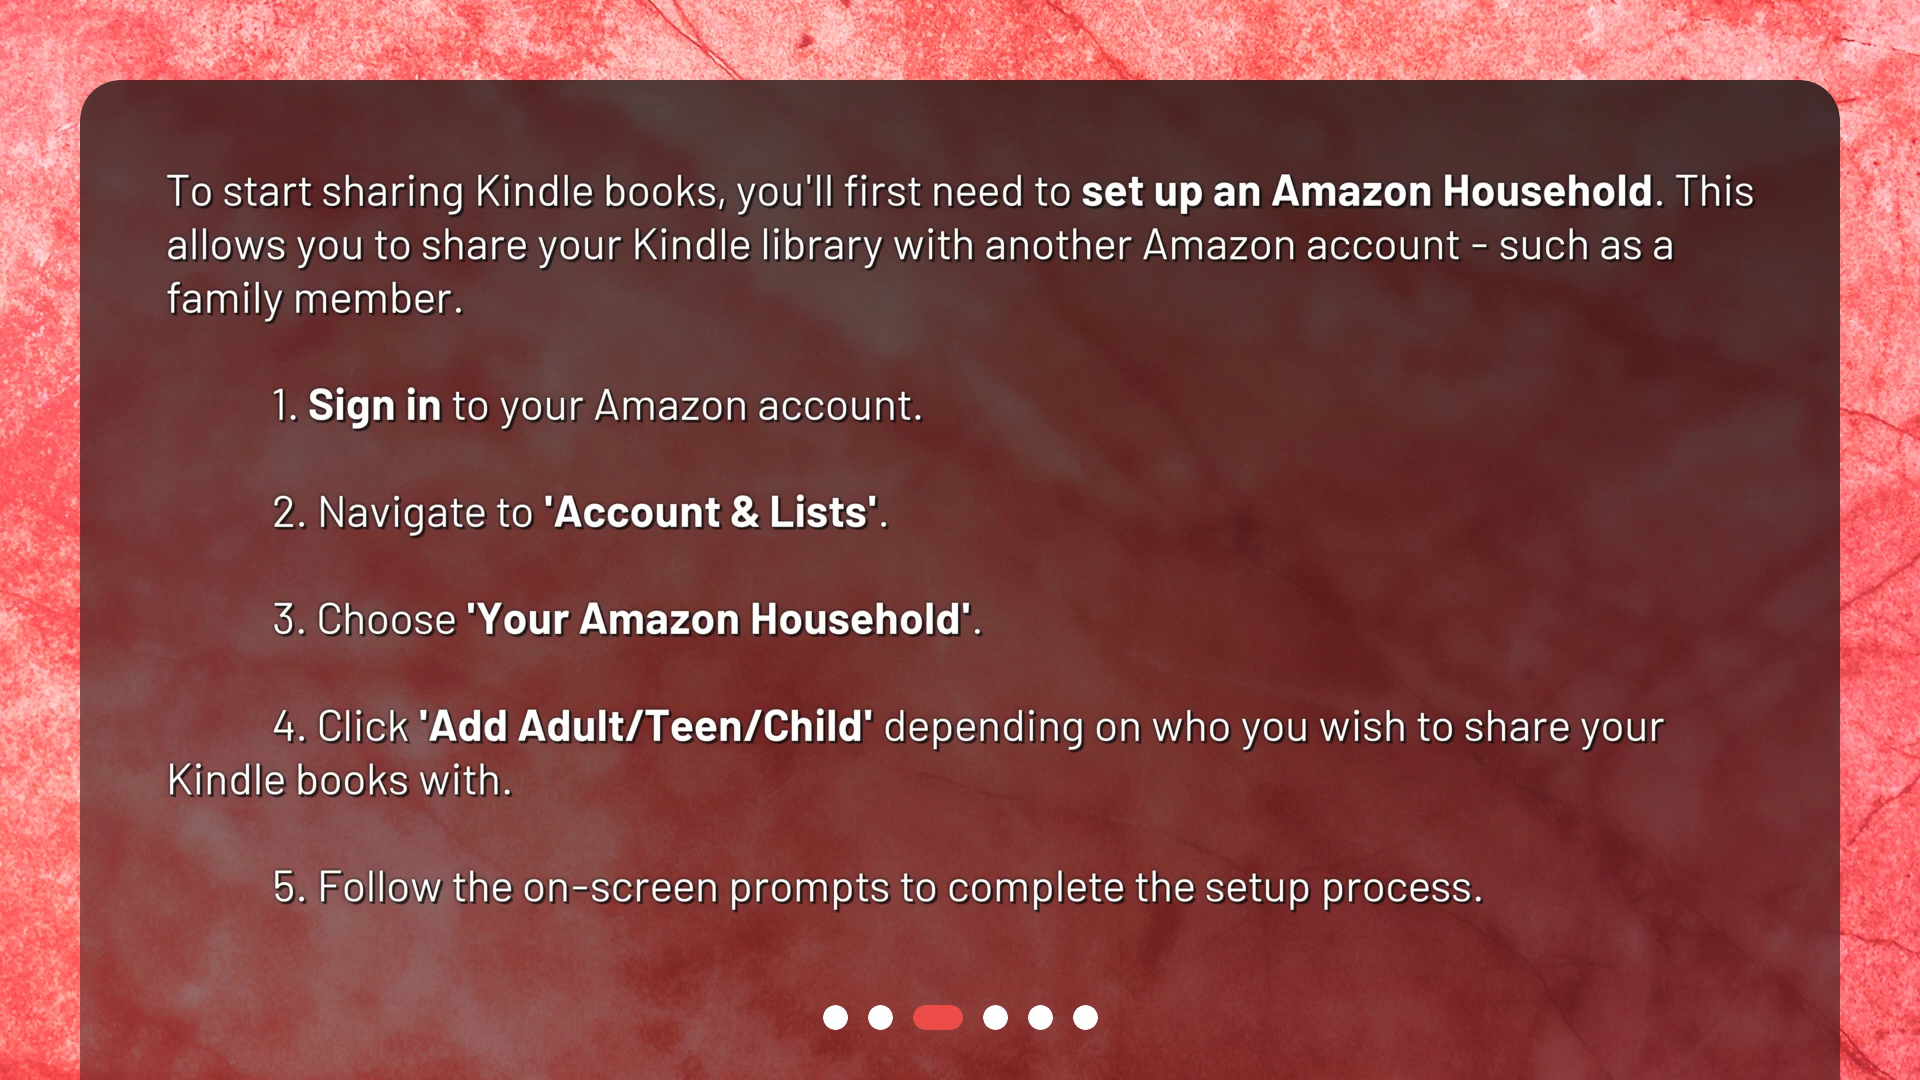 To start sharing Kindle books, you'll first need to set up an Amazon Household. This
allows you to share your Kindle library with another Amazon account - such as a
family member.
1. Sign in to your Amazon account.
2. Navigate to 'Account & Lists'.
3. Choose 'Your Amazon Household'.
4. Click 'Add Adult/Teen/Child' depending on who you wish to share your
Kindle books with.
5. Follow the on-screen prompts to complete the setup process.